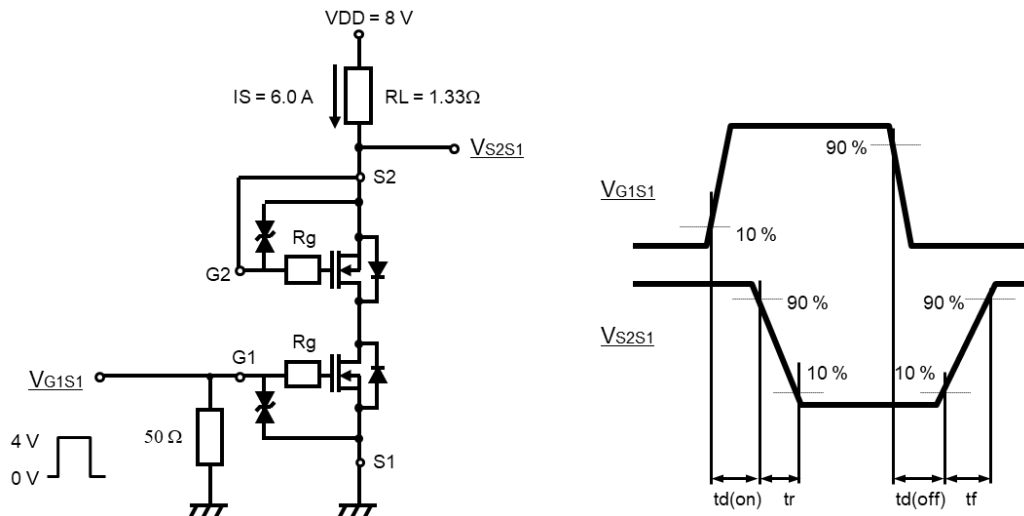 VDD = 8 V
IS = 6.0 A
RL = 1.33Ω
VS2S1
S2
Rg
G2
Rg
G1
VG1S1
50 Ω
4 V
0 V
S1
90 %
VG1S1
10 %
90 %
90 %
VS2S1
10 %
10 %
td(on)
tr
td(off)
tf